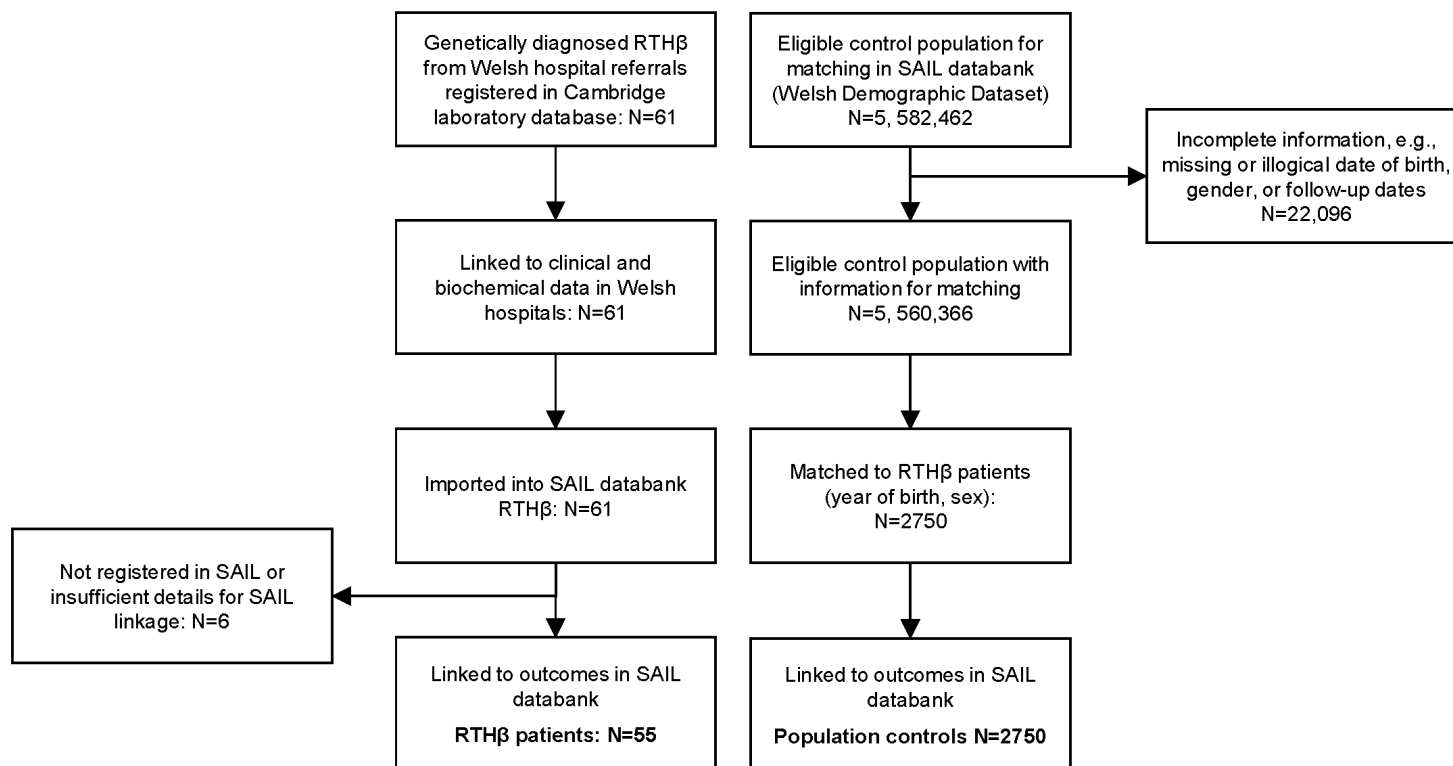 Genetically diagnosed RTHβ
from Welsh hospital referrals
registered in Cambridge
laboratory database: N=61
Linked to clinical and
biochemical data in Welsh
hospitals: N=61
Imported into SAIL databank
RTHβ: N=61
Not registered in SAIL or
insufficient details for SAIL
linkage: N=6
Linked to outcomes in SAIL
databank
RTHβ patients: N=55
Eligible control population for
matching in SAIL databank
(Welsh Demographic Dataset)
N=5, 582,462
Incomplete information, e.g.,
missing or illogical date of birth,
gender, or follow-up dates
N=22,096
Eligible control population with
information for matching
N=5, 560,366
Matched to RTHβ patients
(year of birth, sex):
N=2750
Linked to outcomes in SAIL
databank
Population controls N=2750